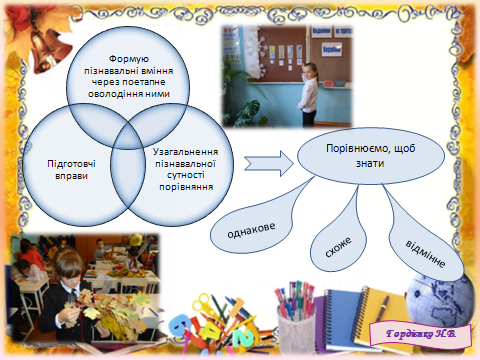 Формую
пізнавальні вміння
через поетапне
оволодіння ними
Підготовчі
вправи
Узагальнення
пізнавальної
сутності
порівняння
Порівнюємо, щоб
знати
однакове
схоже
відмінне
України
Гордієнко Н.В.